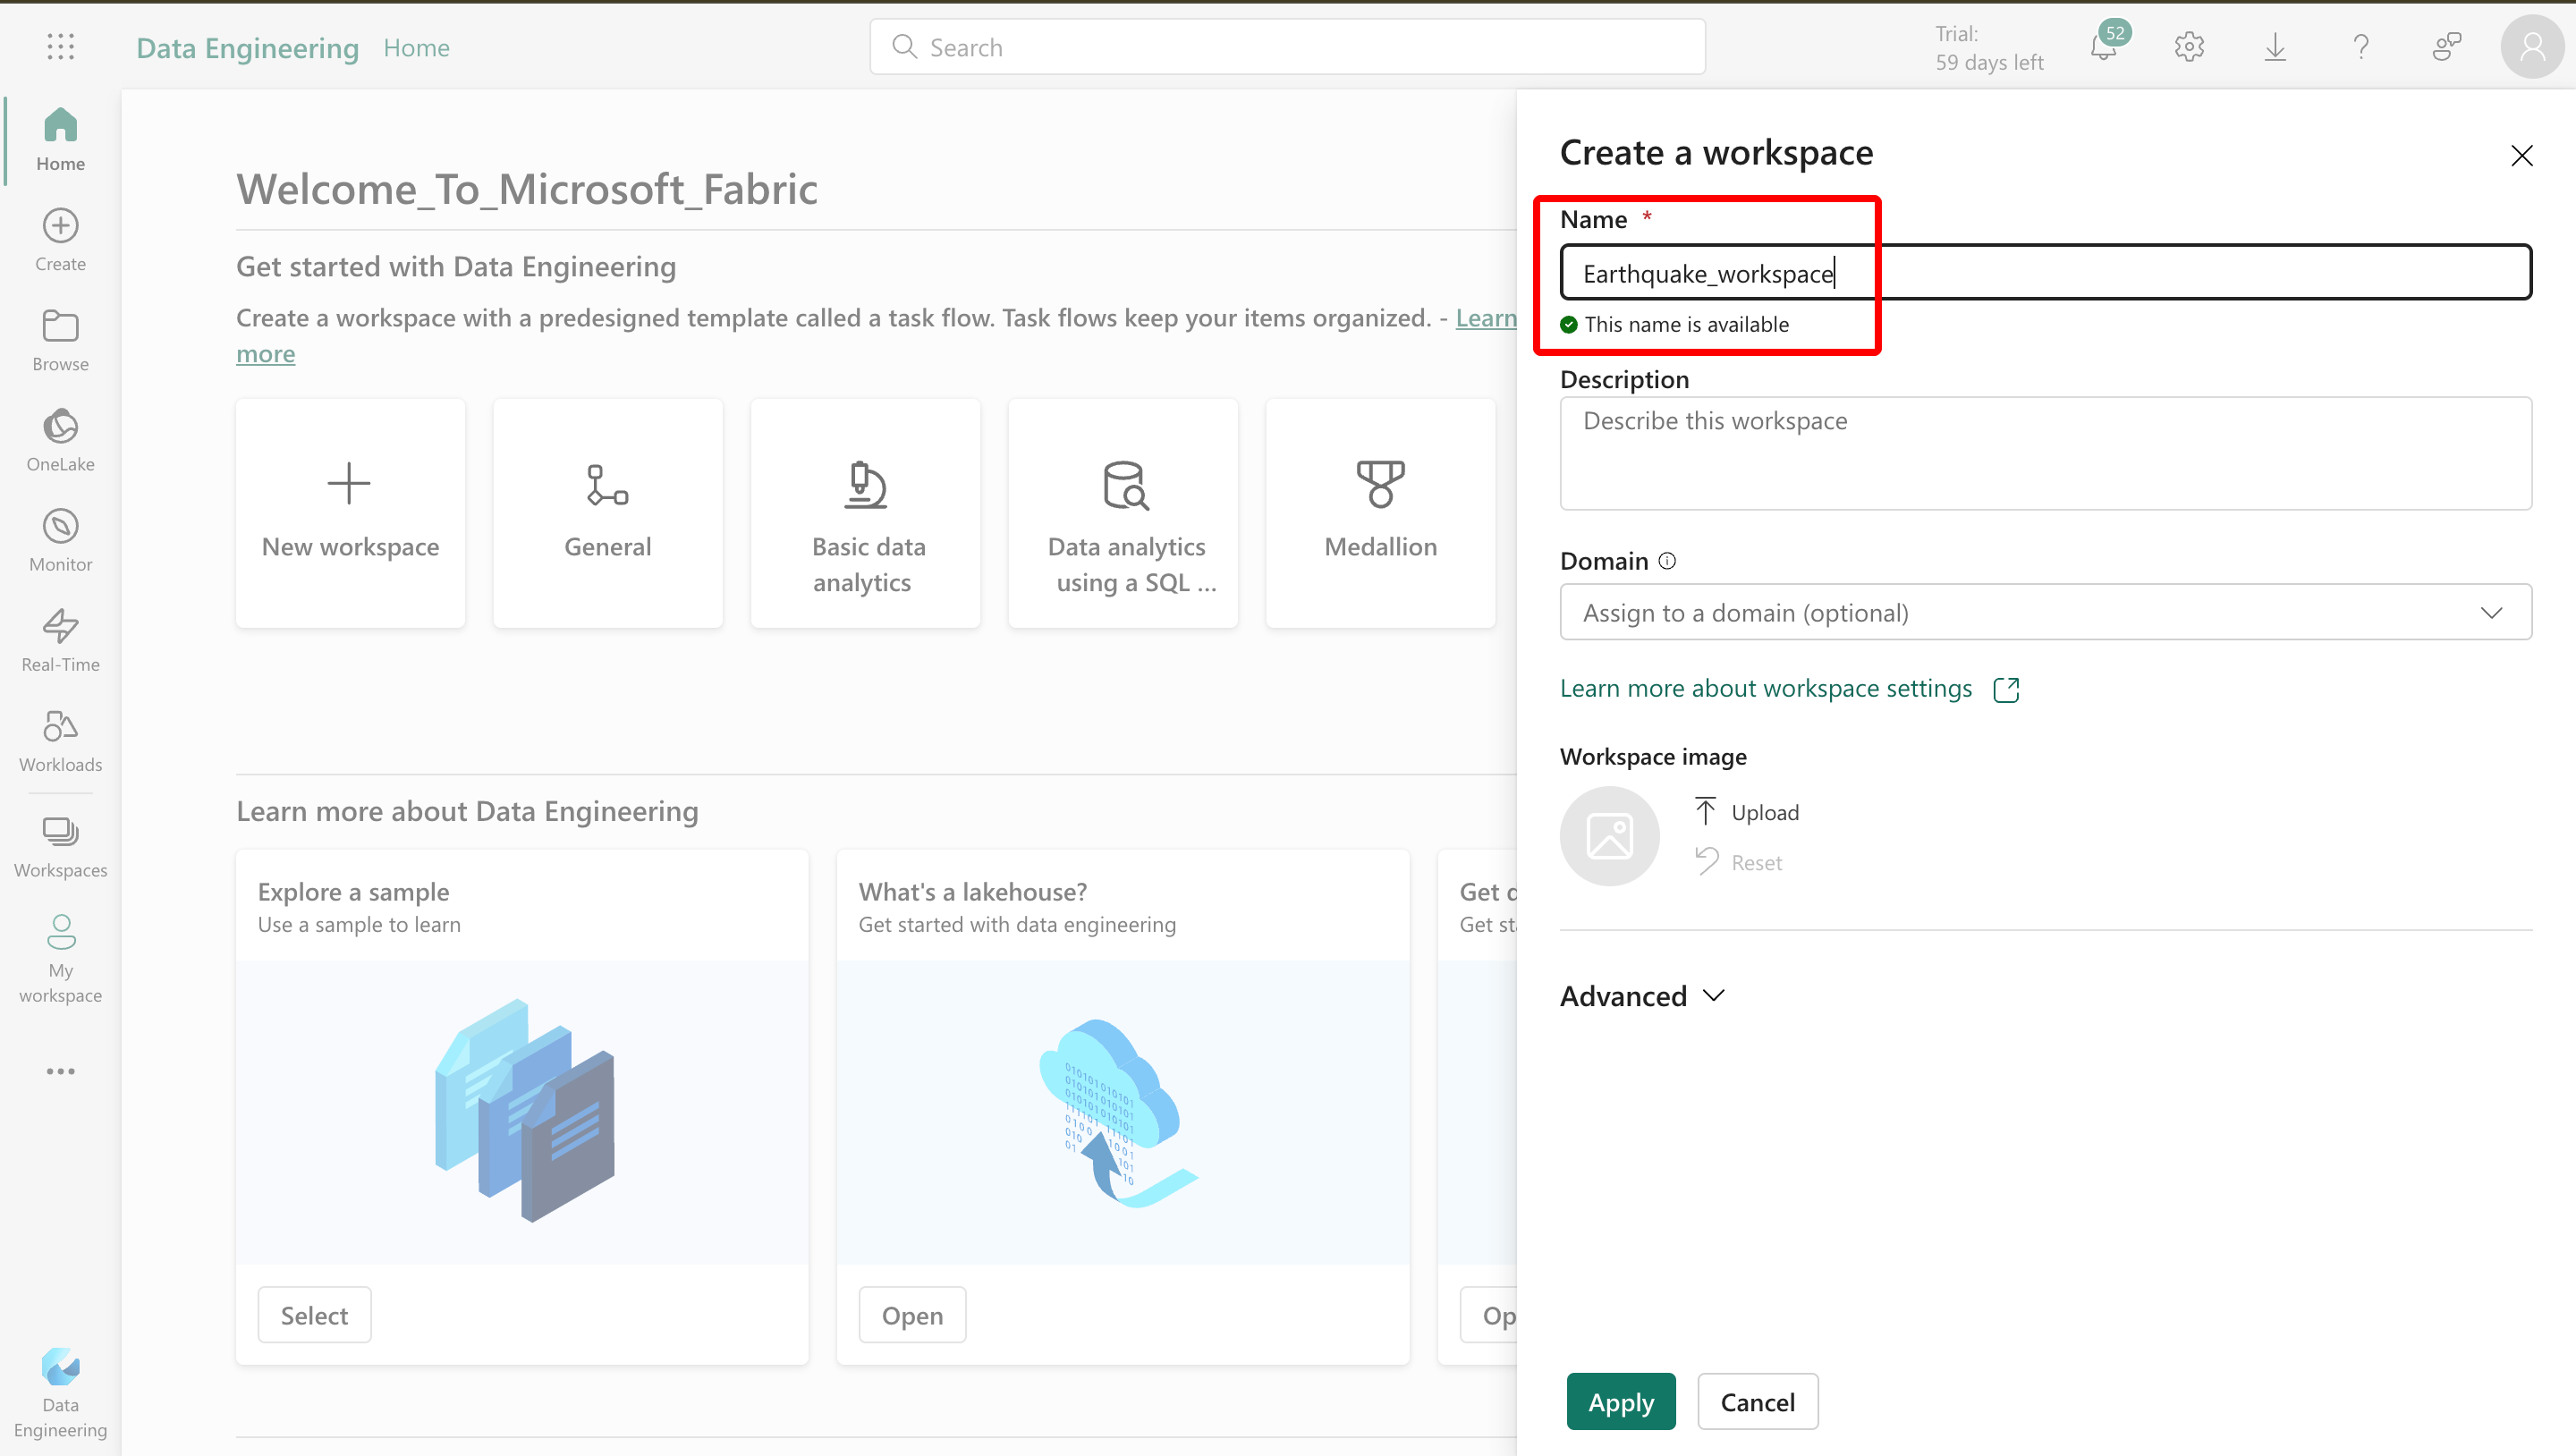 Data Engineering Home
Search
Trial:
59 days left
52
Home
Create
Browse
OneLake
Monitor
Real-Time
Workloads
Workspaces
My
workspace
Data
Engineering
Welcome_To_Microsoft_Fabric
Get started with Data Engineering
Create a workspace with a predesigned template called a task flow. Task flows keep your items organized. - Learn
more
New workspace
General
Basic data
analytics
Data analytics
using a SQL ...
Medallion
Learn more about Data Engineering
Explore a sample
Use a sample to learn
Select
What's a lakehouse?
Get started with data engineering
Open
Get
Get
Create a workspace
Name *
Earthquake_workspace
This name is available
Description
Describe this workspace
Domain
Assign to a domain (optional)
Learn more about workspace settings
Workspace image
Upload
Reset
Advanced
Apply
Cancel